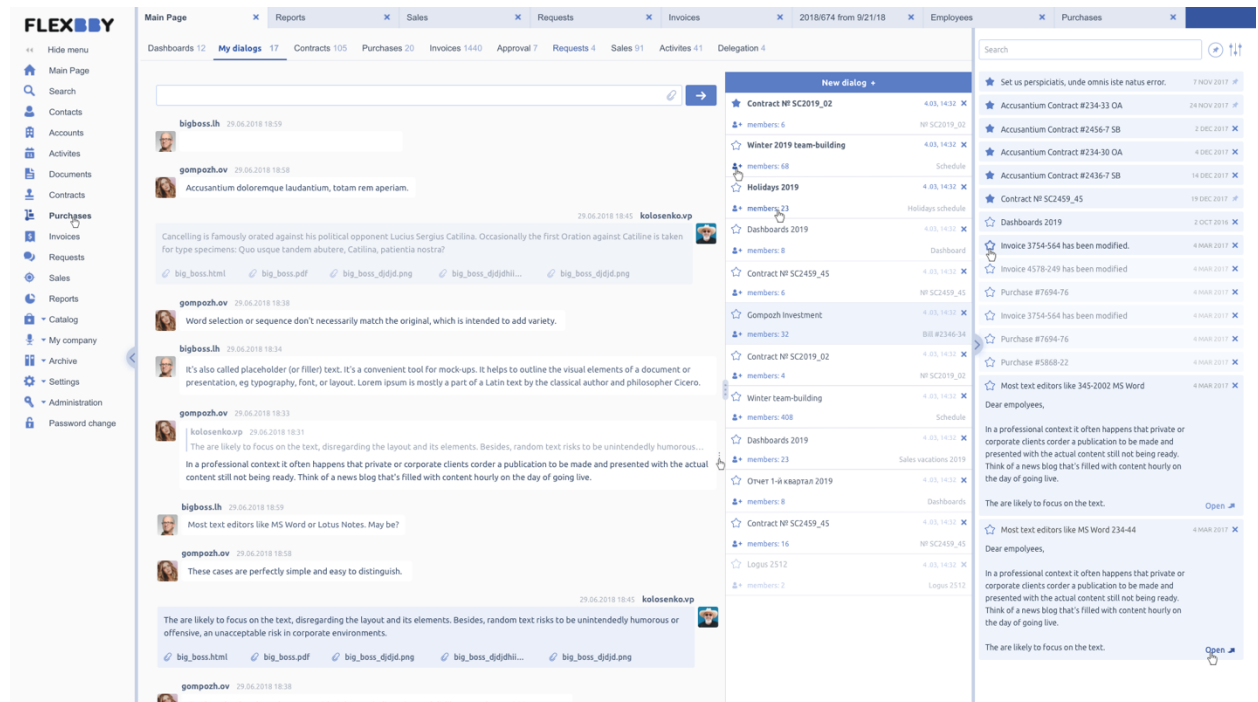 FLEXBBY
Hide menu
Main Page
Search
Contacts
Accounts
Activites
Documents
Contracts
Purchases
Invoices
Requests
Sales
Reports
Catalog
My company
Archive
Settings
Administration
Password change
Main Page
Reports
Sales
Requests
Invoices
2018/674 from 9/21/18
Employees
Purchases
Dashboards 12
My dialogs 17
Contracts 105
Purchases 20
Invoices 1440
Approval 7
Requests 4
Sales 91
Activites 41
Delegation 4
bigboss.lh 29.06.2018 18:59
gompozh.ov 29.06.2018 18:58
Accusantium doloremque laudantium, totam rem aperiam.
29.06.2018 18:45 kolosenko.vp
Cancelling is famously orated against his political opponent Lucius Sergius Catilina. Occasionally the first Oration against Catiline is taken
for type specimens: Quo usque tandem abutere, Catilina, patientia nostra?
big_boss.html big_boss.pdf big_boss_djdjd.png big_boss_djdjdhii... big_boss_djdjd.png
gompozh.ov 29.06.2018 18:38
Word selection or sequence don't necessarily match the original, which is intended to add variety.
bigboss.lh 29.06.2018 18:34
It's also called placeholder (or filler) text. It's a convenient tool for mock-ups. It helps to outline the visual elements of a document or
presentation, eg typography, font, or layout. Lorem ipsum is mostly a part of a Latin text by the classical author and philosopher Cicero.
gompozh.ov 29.06.2018 18:33
kolosenko.vp 29.06.2018 18:31
The are likely to focus on the text, disregarding the layout and its elements. Besides, random text risks to be unintendedly humorous...
In a professional context it often happens that private or corporate clients corder a publication to be made and presented with the actual
content still not being ready. Think of a news blog that's filled with content hourly on the day of going live.
bigboss.lh 29.06.2018 18:59
Most text editors like MS Word or Lotus Notes. May be?
gompozh.ov 29.06.2018 18:58
These cases are perfectly simple and easy to distinguish.
29.06.2018 18:45 kolosenko.vp
The are likely to focus on the text, disregarding the layout and its elements. Besides, random text risks to be unintendedly humorous or
offensive, an unacceptable risk in corporate environments.
big_boss.html big_boss.pdf big_boss_djdjd.png big_boss_djdjdhii... big_boss_djdjd.png
gompozh.ov 29.06.2018 18:38
New dialog +
Contract № SC2019_02 4.03, 14:32
members: 6 № SC2019_02
Winter 2019 team-building 4.03, 14:32
members: 68 Schedule
Holidays 2019 4.03, 14:32
members: 23 Holidays schedule
Dashboards 2019 4.03, 14:32
members: 8 Dashboard
Contract № SC2459_45 4.03, 14:32
members: 6 № SC2459_45
Gompozh Investment 4.03, 14:32
members: 32 Bill #2346-34
Contract № SC2019_02 4.03, 14:32
members: 4 № SC2019_02
Winter team-building 4.03, 14:32
members: 408 Schedule
Dashboards 2019 4.03, 14:32
members: 23 Sales vacations 2019
Отчет 1-й квартал 2019 4.03, 14:32
members: 8 Dashboards
Contract № SC2459_45 4.03, 14:32
members: 16 № SC2459_45
Logus 2512 4.03, 14:32
members: 2 Logus 2512
Search
Set us perspiciatis, unde omnis iste natus error. 7 NOV 2017
Accusantium Contract #234-33 OA 24 NOV 2017
Accusantium Contract #2456-7 SB 2 DEC 2017
Accusantium Contract #234-30 OA 4 DEC 2017
Accusantium Contract #2436-7 SB 14 DEC 2017
Contract № SC2459_45 19 DEC 2017
Dashboards 2019 2 OCT 2016
Invoice 3754-564 has been modified. 4 MAR 2017
Invoice 4578-249 has been modified 4 MAR 2017
Purchase #7694-76 4 MAR 2017
Invoice 3754-564 has been modified 4 MAR 2017
Purchase #7694-76 4 MAR 2017
Purchase #5868-22 4 MAR 2017
Most text editors like 345-2002 MS Word 4 MAR 2017
Dear empolyees,
In a professional context it often happens that private or
corporate clients corder a publication to be made and
presented with the actual content still not being ready.
Think of a news blog that's filled with content hourly on
the day of going live.
The are likely to focus on the text.
Open
Most text editors like MS Word 234-44 4 MAR 2017
Dear empolyees,
In a professional context it often happens that private or
corporate clients corder a publication to be made and
presented with the actual content still not being ready.
Think of a news blog that's filled with content hourly on
the day of going live.
The are likely to focus on the text.
Open